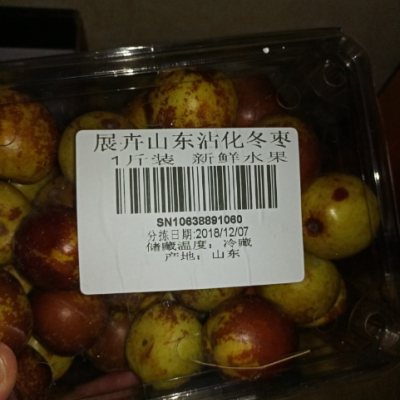 展卉山东沾化冬枣
1斤装 新鲜水果
SN10638891060
分拣日期:2018/12/07
储藏温度：冷藏
产地：山东